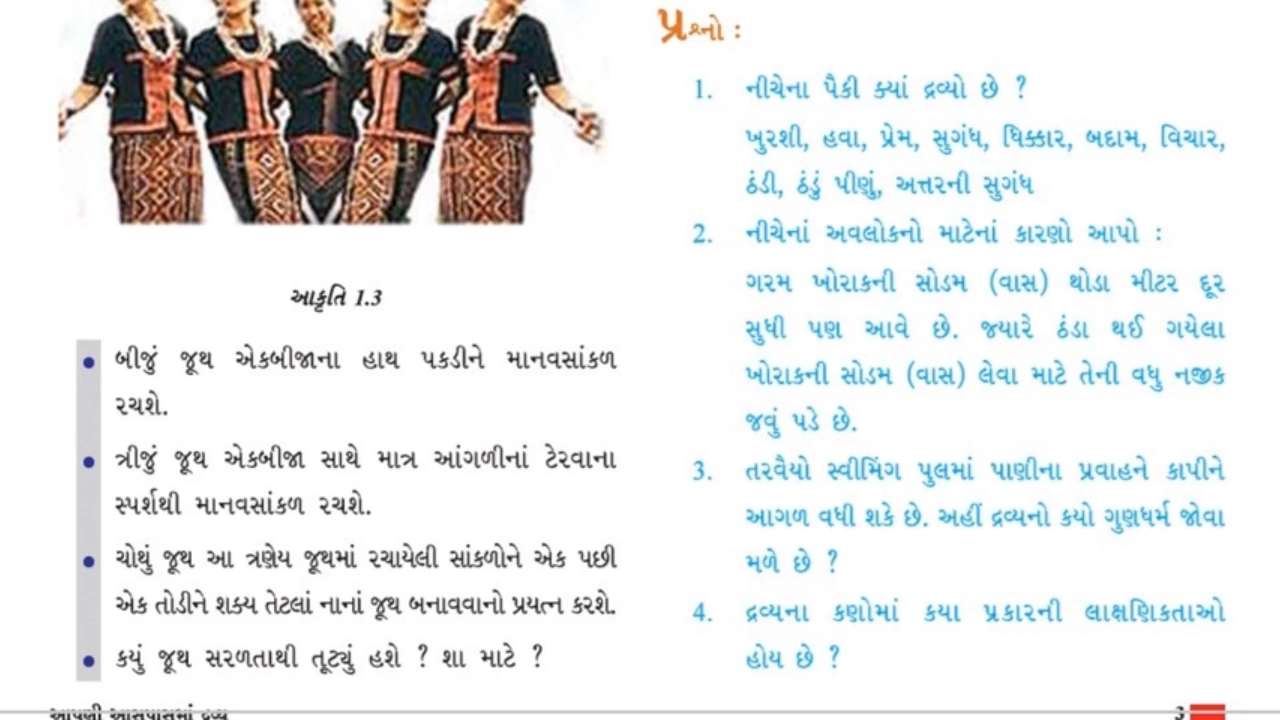 આકૃતિ 1.3
બીજું જૂથ એકબીજાના હાથ પકડીને માનવસાંકળ
રચશે.
ત્રીજું જૂથ એકબીજા સાથે માત્ર આંગળીનાં ટેરવાના
સ્પર્શથી માનવસાંકળ રચશે.
ચોથું જૂથ આ ત્રણેય જૂથમાં રચાયેલી સાંકળોને એક પછી
એક તોડીને શક્ય તેટલાં નાનાં જૂથ બનાવવાનો પ્રયત્ન કરશે.
કયું જૂથ સરળતાથી તૂટ્યું હશે ? શા માટે ?
આપણી આસપાસમાં દ્રવ્ય
પ્રશ્નો :
1. નીચેના પૈકી ક્યાં દ્રવ્યો છે ?
ખુરશી, હવા, પ્રેમ, સુગંધ, ધિક્કાર, બદામ, વિચાર,
ઠંડી, ઠંડું પીણું, અત્તરની સુગંધ
2. નીચેનાં અવલોકનો માટેનાં કારણો આપો :
ગરમ ખોરાકની સોડમ (વાસ) થોડા મીટર દૂર
સુધી પણ આવે છે. જ્યારે ઠંડા થઈ ગયેલા
ખોરાકની સોડમ (વાસ) લેવા માટે તેની વધુ નજીક
જવું પડે છે.
3. તરવૈયો સ્વીમિંગ પુલમાં પાણીના પ્રવાહને કાપીને
આગળ વધી શકે છે. અહીં દ્રવ્યનો કયો ગુણધર્મ જોવા
મળે છે ?
4. દ્રવ્યના કણોમાં કયા પ્રકારની લાક્ષણિકતાઓ
હોય છે ?
3